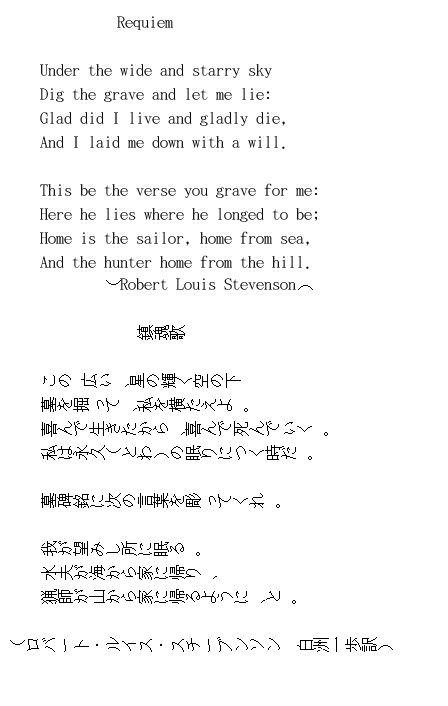 Requiem
Under the wide and starry sky
Dig the grave and let me lie:
Glad did I live and gladly die,
And I laid me down with a will.
This be the verse you grave for me:
Here he lies where he longed to be;
Home is the sailor, home from sea,
And the hunter home from the hill.
(Robert Louis Stevenson)
鎮魂歌
この広い、星の輝く空の下
墓を掘って、私を横たえよ。
喜んで生きたから、喜んで死んでいく。
私は永久(とわ)の眠りにつく時だ。
墓碑銘に次の言葉を彫ってくれ。
我が望みし所に眠る。
水夫が海から家に帰り、
猟師が山から家に帰るように、と。
(ロバート・ルイス・スチーブンソン 白洲一歩訳)